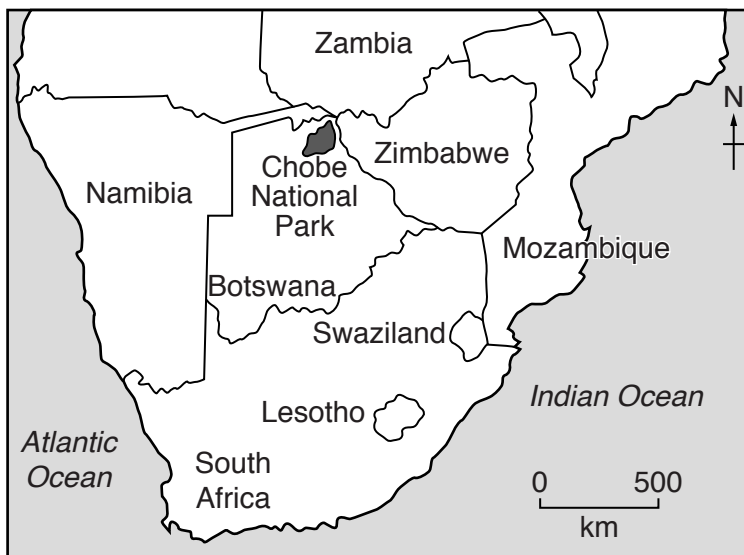 Zambia
N
Zimbabwe
Chobe
National
Park
Namibia
Mozambique
Botswana
Swaziland
Indian Ocean
Lesotho
Atlantic
Ocean
South
Africa
0 500
km